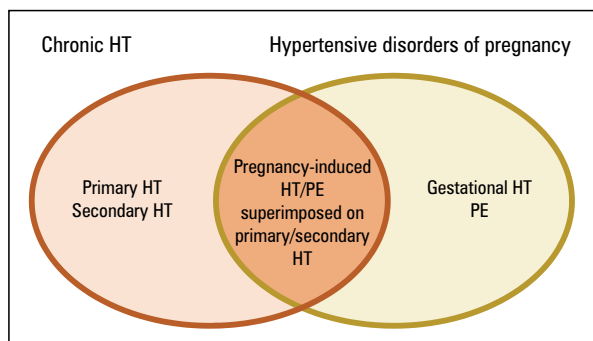 Chronic HT
Hypertensive disorders of pregnancy
Primary HT
Secondary HT
Pregnancy-induced
HT/PE
superimposed on
primary/secondary
HT
Gestational HT
PE